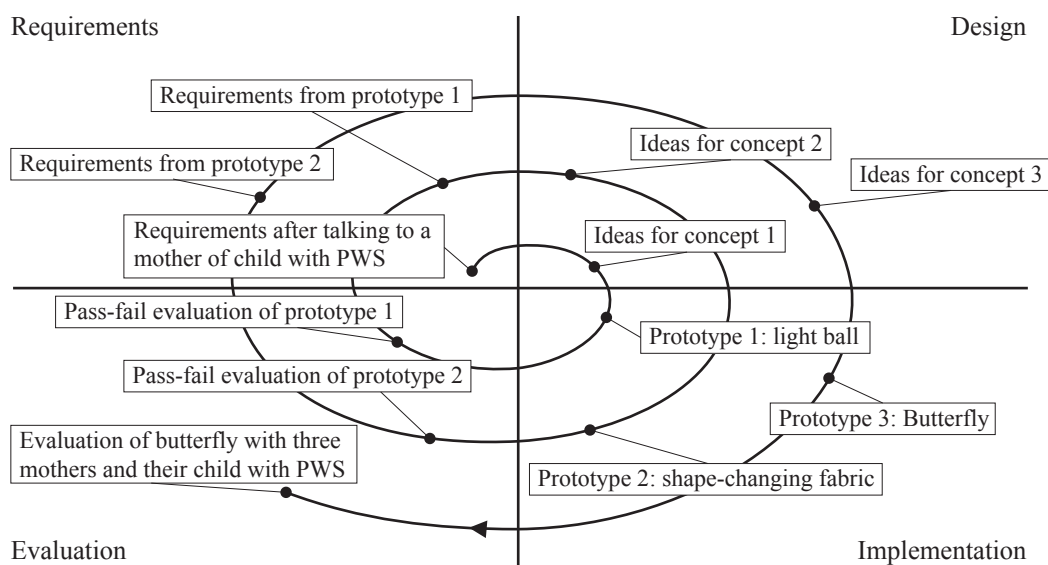 Requirements
Design
Requirements from prototype 1
Ideas for concept 2
Requirements from prototype 2
Ideas for concept 3
Requirements after talking to a
mother of child with PWS
Ideas for concept 1
Pass-fail evaluation of prototype 1
Prototype 1: light ball
Pass-fail evaluation of prototype 2
Prototype 3: Butterfly
Evaluation of butterfly with three
mothers and their child with PWS
Prototype 2: shape-changing fabric
Evaluation
Implementation